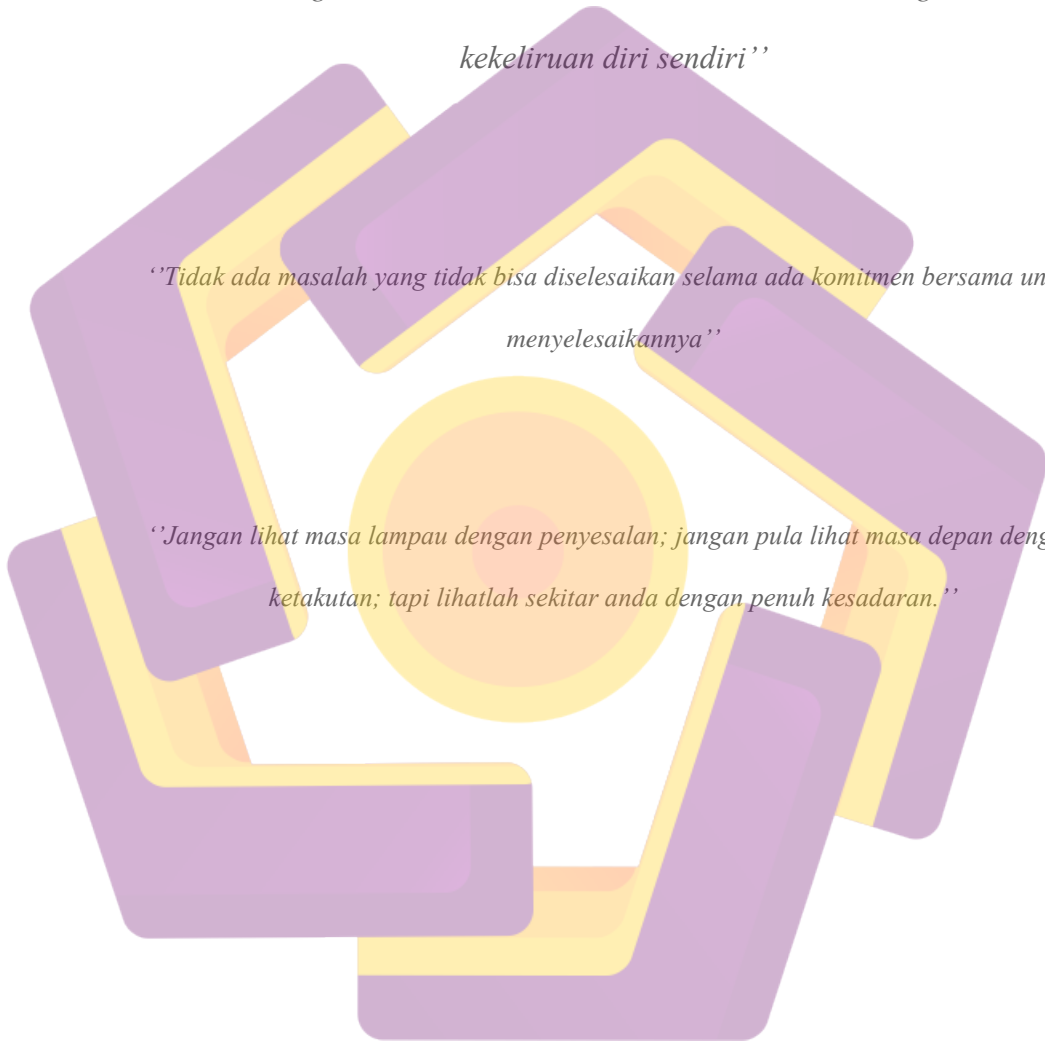 kekeliruan diri sendiri’’
‘’Tidak ada masalah yang tidak bisa diselesaikan selama ada komitmen bersama un
menyelesaikannya’’
‘’Jangan lihat masa lampau dengan penyesalan; jangan pula lihat masa depan deng
ketakutan; tapi lihatlah sekitar anda dengan penuh kesadaran.’’